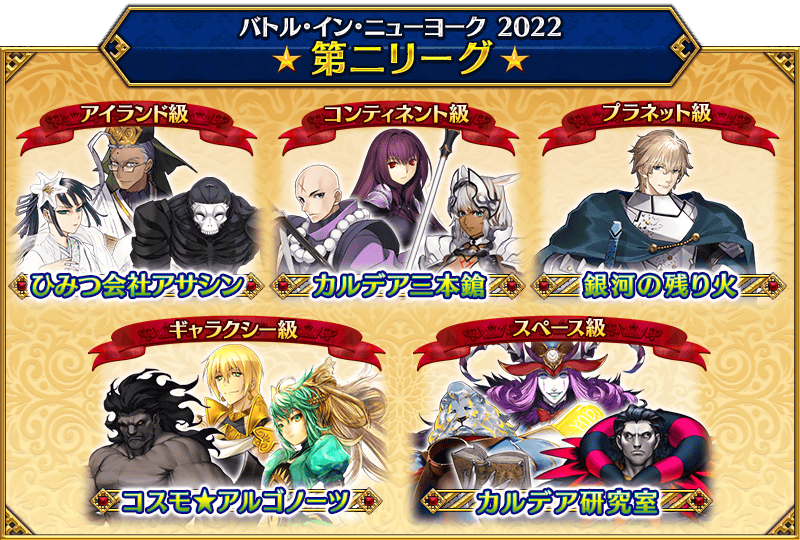 バトル・イン・ニューヨーク 2022
★第二リーグ★
アイランド級
コンティネント級
プラネット級
ひみつ会社アサシン
カルデア三本鎗
銀河の残り火
ギャラクシー級
スペース級
コスモ★アルゴノーツ
カルデア研究室